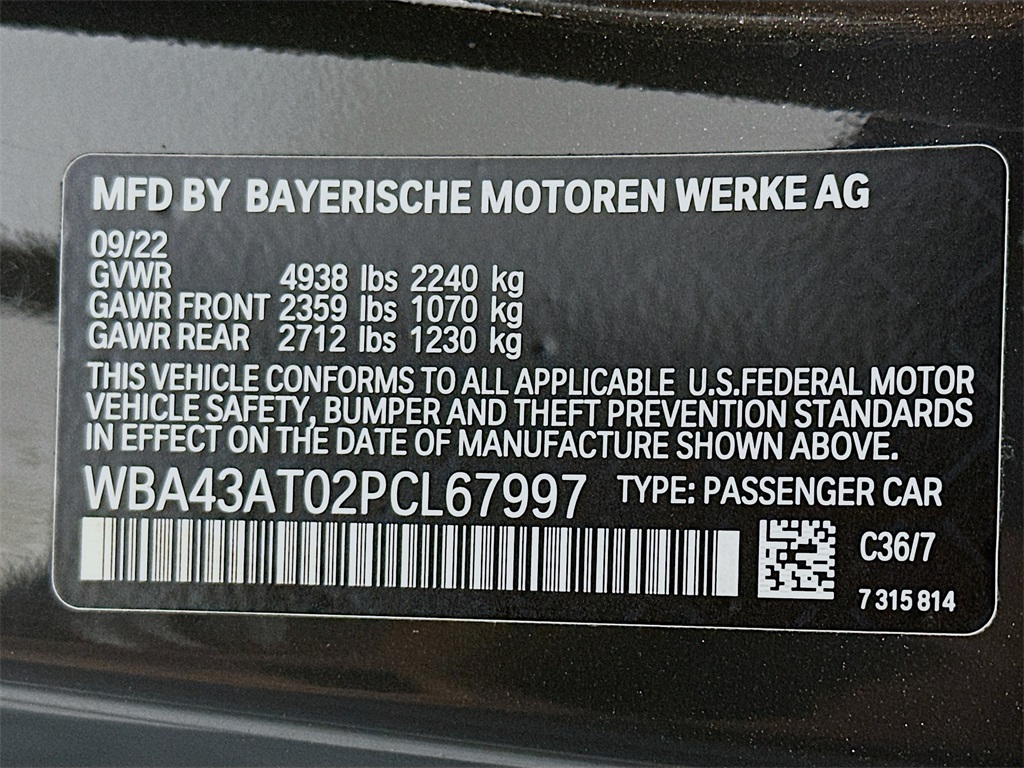 MFD BY BAYERISCHE MOTOREN WERKE AG
09/22
GVWR 4938 lbs 2240 kg
GAWR FRONT 2359 lbs 1070 kg
GAWR REAR 2712 lbs 1230 kg
THIS VEHICLE CONFORMS TO ALL APPLICABLE U.S.FEDERAL MOTOR
VEHICLE SAFETY, BUMPER AND THEFT PREVENTION STANDARDS
IN EFFECT ON THE DATE OF MANUFACTURE SHOWN ABOVE.
WBA43AT02PCL67997 TYPE: PASSENGER CAR
C36/7
7 315 814